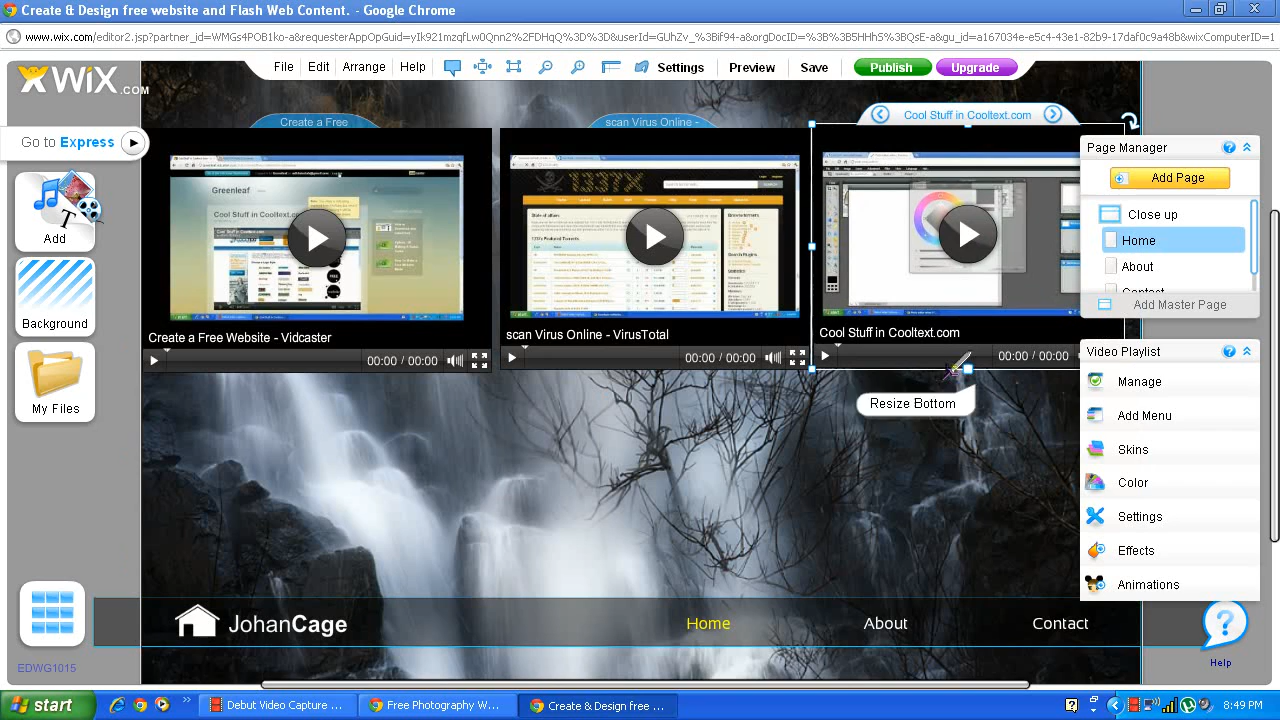 Create & Design free website and Flash Web Content. - Google Chrome
www.wix.com/editor2.jsp?partner_id=WMGs4POB1ko-a&requesterAppOpGuid=yIk921mzqfLw0Qnn2%2FDHqQ%3D%3D&userId=GUhZv_%3Bif94-a&orgDocID=%3B%3B5HHhS%3BQsE-a&gu_id=a167034e-e5c4-43e1-82b9-17daf0c9a48b&wixComputerID=1
WiX.COM
File Edit Arrange Help Settings Preview Save Publish Upgrade
Go to Express
Create a Free
scan Virus Online -
Cool Stuff in Cooltext.com
Page Manager
Add Page
Close up
Home
Add Master Page
Add
Background
My Files
Greenleaf
Cool Stuff in Cooltext.com
Create a Free Website - Vidcaster
00:00 / 00:00
scan Virus Online - VirusTotal
00:00 / 00:00
Cool Stuff in Cooltext.com
00:00 / 00:00
Resize Bottom
Video Playlist
Manage
Add Menu
Skins
Color
Settings
Effects
Animations
JohanCage
Home About Contact
EDWG1015
Help
start
Debut Video Capture ...
Free Photography W...
Create & Design free ...
8:49 PM